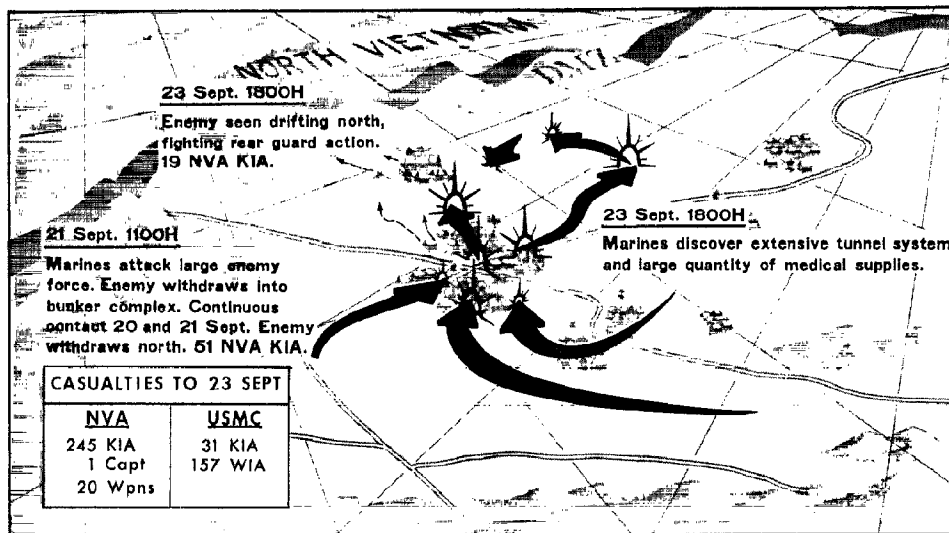 NORTH VIETNAM
DMZ
23 Sept. 1800H
Enemy seen drifting north,
fighting rear guard action.
19 NVA KIA.
21 Sept. 1100H
Marines attack large enemy
force. Enemy withdraws into
bunker complex. Continuous
contact 20 and 21 Sept. Enemy
withdraws north. 51 NVA KIA.
23 Sept. 1800H
Marines discover extensive tunnel system
and large quantity of medical supplies.
CASUALTIES TO 23 SEPT
NVA USMC
245 KIA 31 KIA
1 Capt 157 WIA
20 Wpns